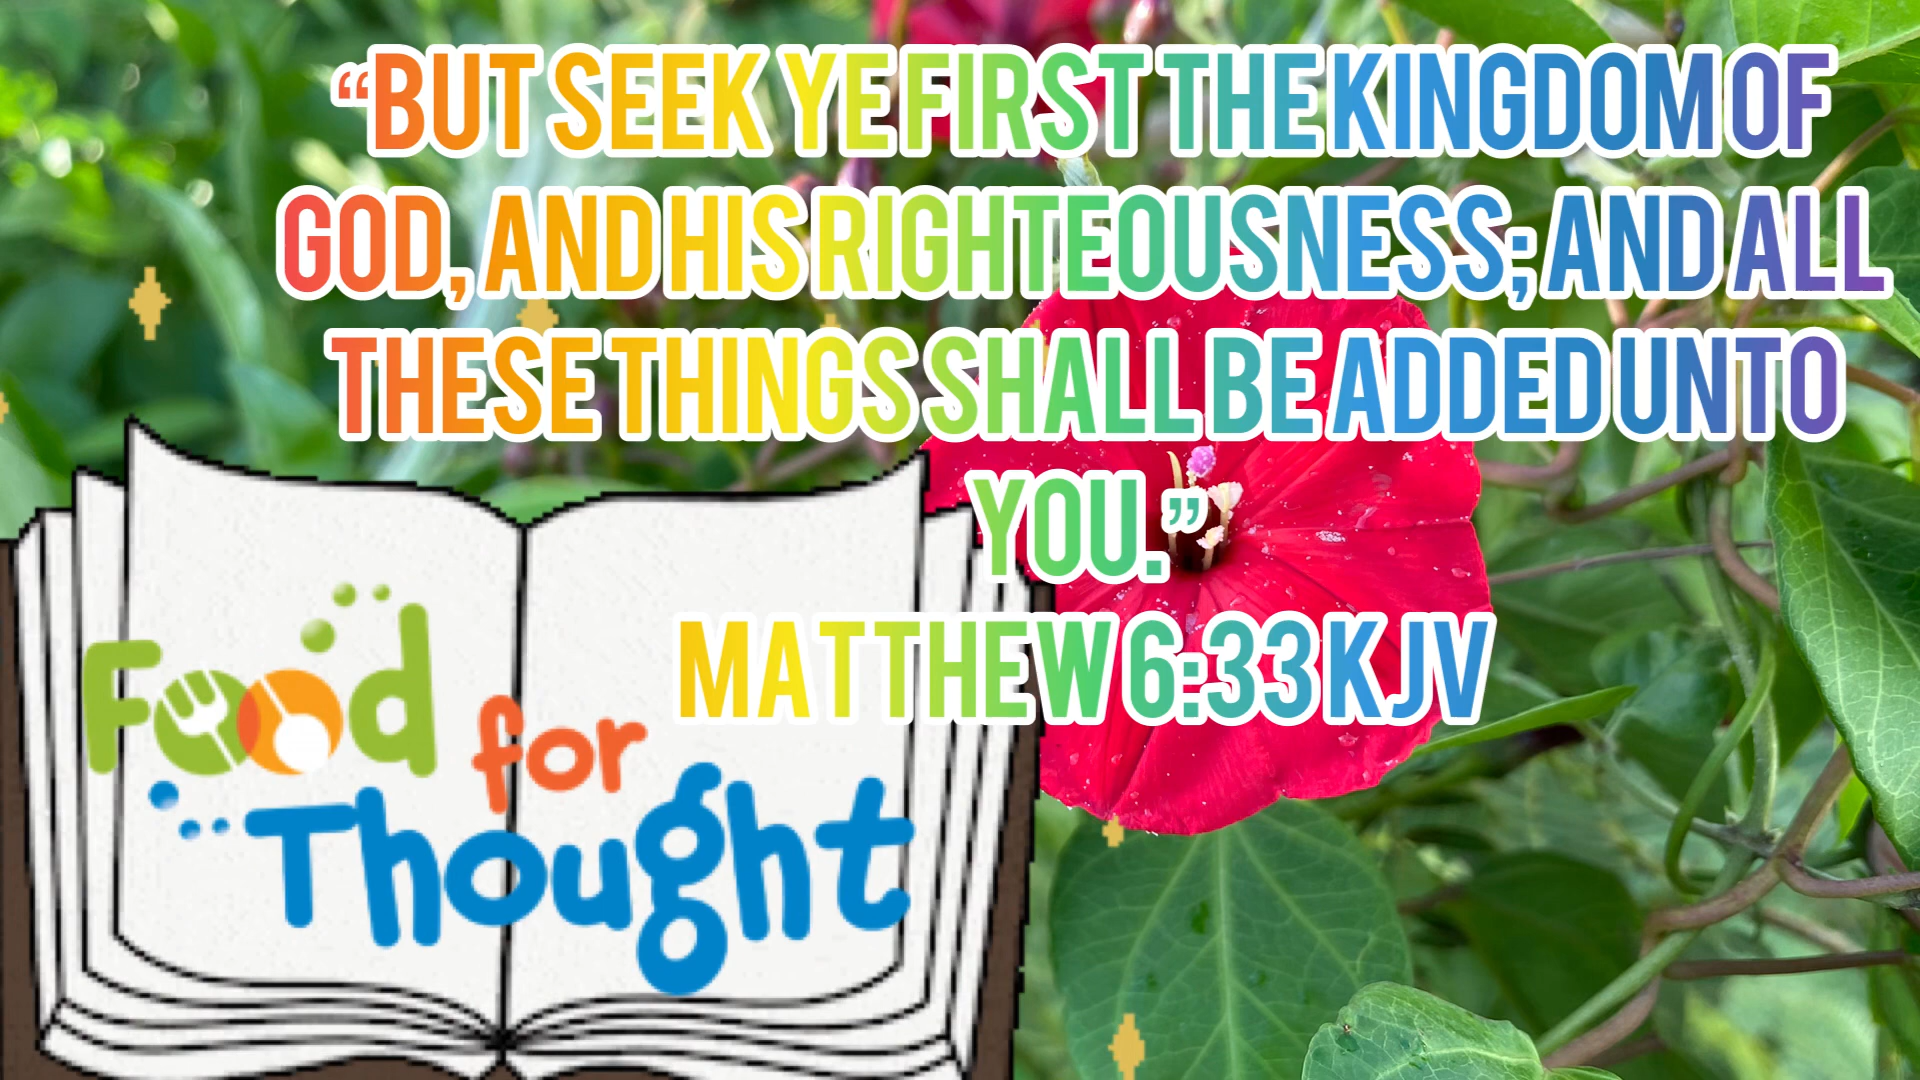 “BUT SEEK YE FIRST THE KINGDOM OF
GOD, AND HIS RIGHTEOUSNESS; AND ALL
THESE THINGS SHALL BE ADDED UNTO
YOU.”
MATTHEW 6:33 KJV
Food for
Thought